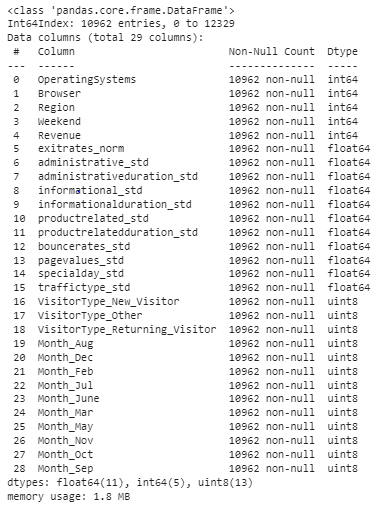 <class 'pandas.core.frame.DataFrame'>
Int64Index: 10962 entries, 0 to 12329
Data columns (total 29 columns):
 #   Column                         Non-Null Count  Dtype
---  ------                         --------------  -----
 0   OperatingSystems               10962 non-null  int64
 1   Browser                        10962 non-null  int64
 2   Region                         10962 non-null  int64
 3   Weekend                        10962 non-null  int64
 4   Revenue                        10962 non-null  int64
 5   exitrates_norm                 10962 non-null  float64
 6   administrative_std             10962 non-null  float64
 7   administrativeduration_std     10962 non-null  float64
 8   informational_std              10962 non-null  float64
 9   informationalduration_std      10962 non-null  float64
 10  productrelated_std             10962 non-null  float64
 11  productrelatedduration_std     10962 non-null  float64
 12  bouncerates_std                10962 non-null  float64
 13  pagevalues_std                 10962 non-null  float64
 14  specialday_std                 10962 non-null  float64
 15  traffictype_std                10962 non-null  float64
 16  VisitorType_New_Visitor        10962 non-null  uint8
 17  VisitorType_Other              10962 non-null  uint8
 18  VisitorType_Returning_Visitor  10962 non-null  uint8
 19  Month_Aug                      10962 non-null  uint8
 20  Month_Dec                      10962 non-null  uint8
 21  Month_Feb                      10962 non-null  uint8
 22  Month_Jul                      10962 non-null  uint8
 23  Month_June                     10962 non-null  uint8
 24  Month_Mar                      10962 non-null  uint8
 25  Month_May                      10962 non-null  uint8
 26  Month_Nov                      10962 non-null  uint8
 27  Month_Oct                      10962 non-null  uint8
 28  Month_Sep                      10962 non-null  uint8
dtypes: float64(11), int64(5), uint8(13)
memory usage: 1.8 MB